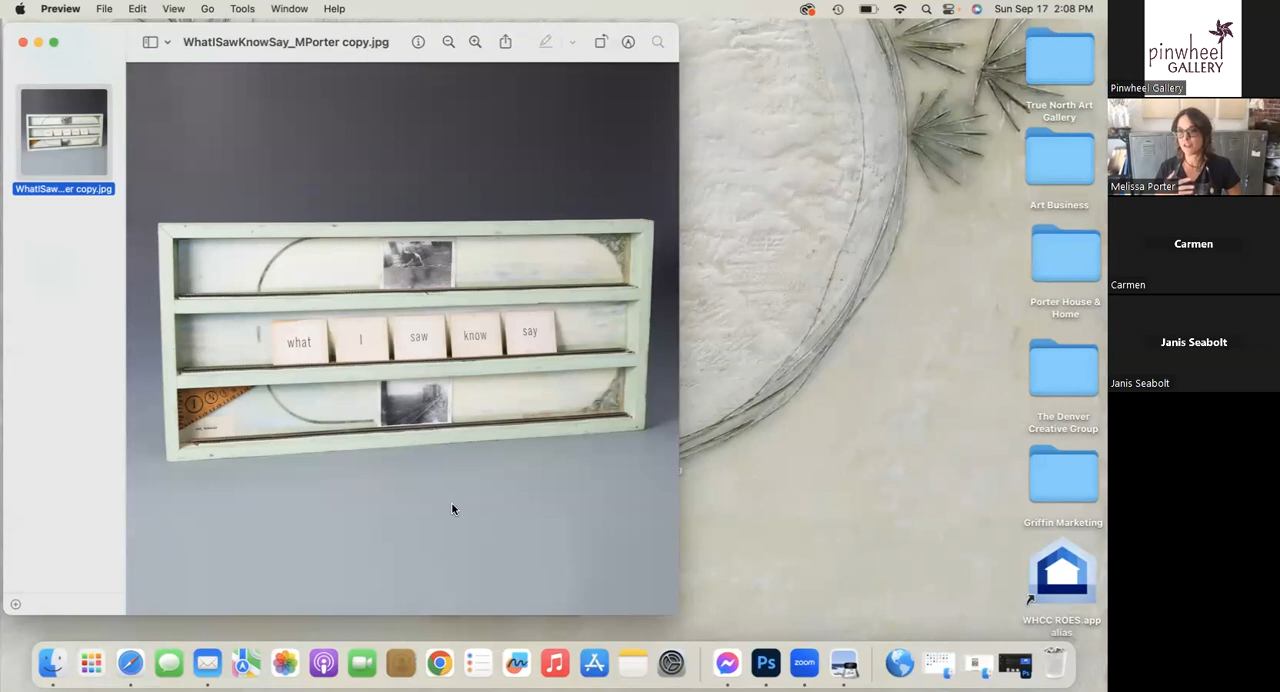 Preview File Edit View Go Tools Window Help
Sun Sep 17 2:08 PM
WhatISawKnowSay_MPorter copy.jpg
WhatISaw...er copy.jpg
what I saw know say
True North Art
Gallery
Art Business
Porter House &
Home
The Denver
Creative Group
Griffin Marketing
WHCC ROES.app
alias
Ps
zoom
pinwheel
GALLERY
Pinwheel Gallery
Melissa Porter
Carmen
Carmen
Janis Seabolt
Janis Seabolt